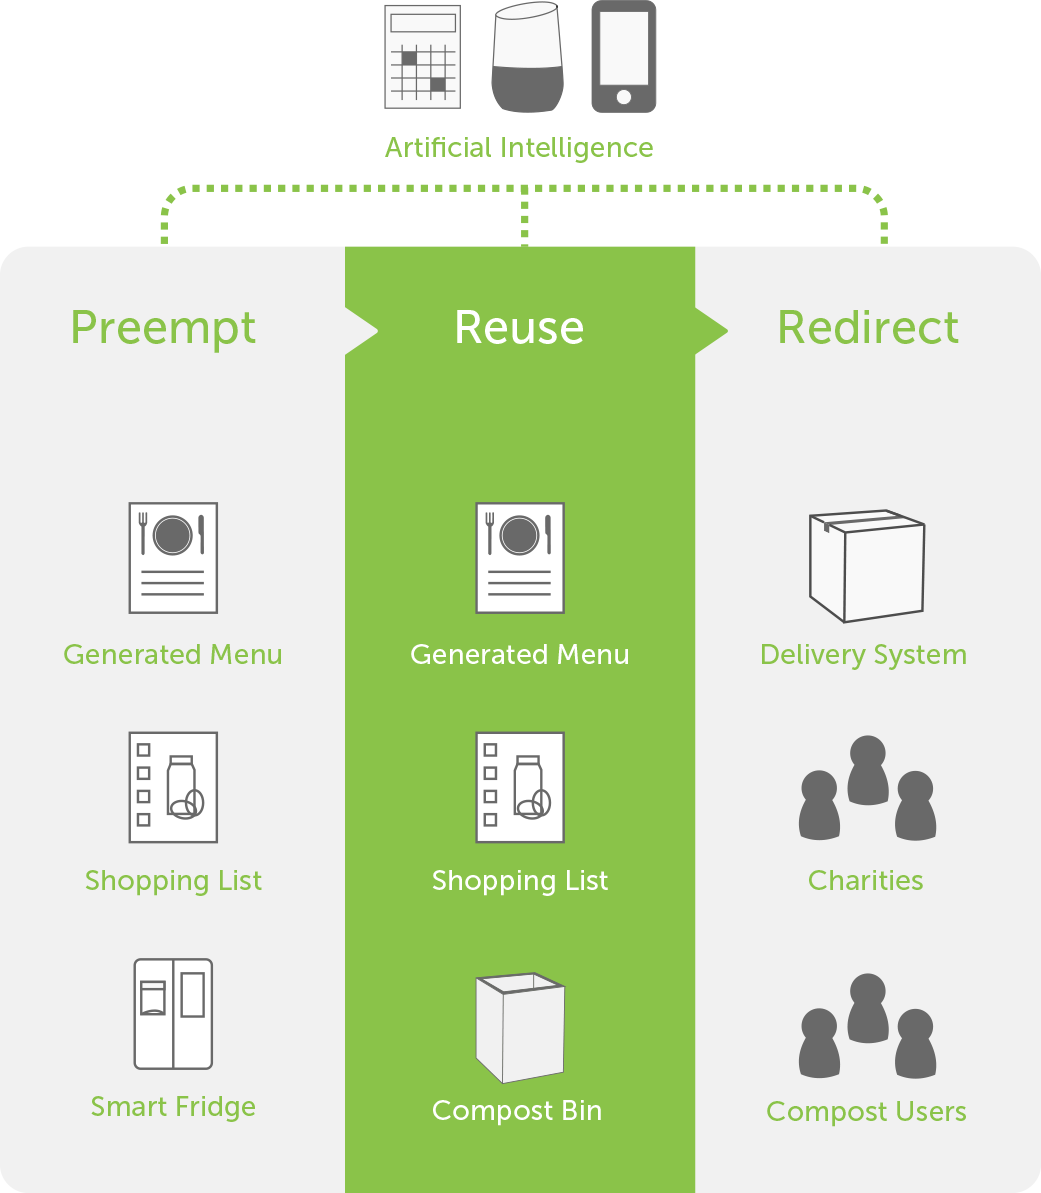 Artificial Intelligence
Preempt
Reuse
Redirect
Generated Menu
Generated Menu
Delivery System
Shopping List
Shopping List
Charities
Smart Fridge
Compost Bin
Compost Users